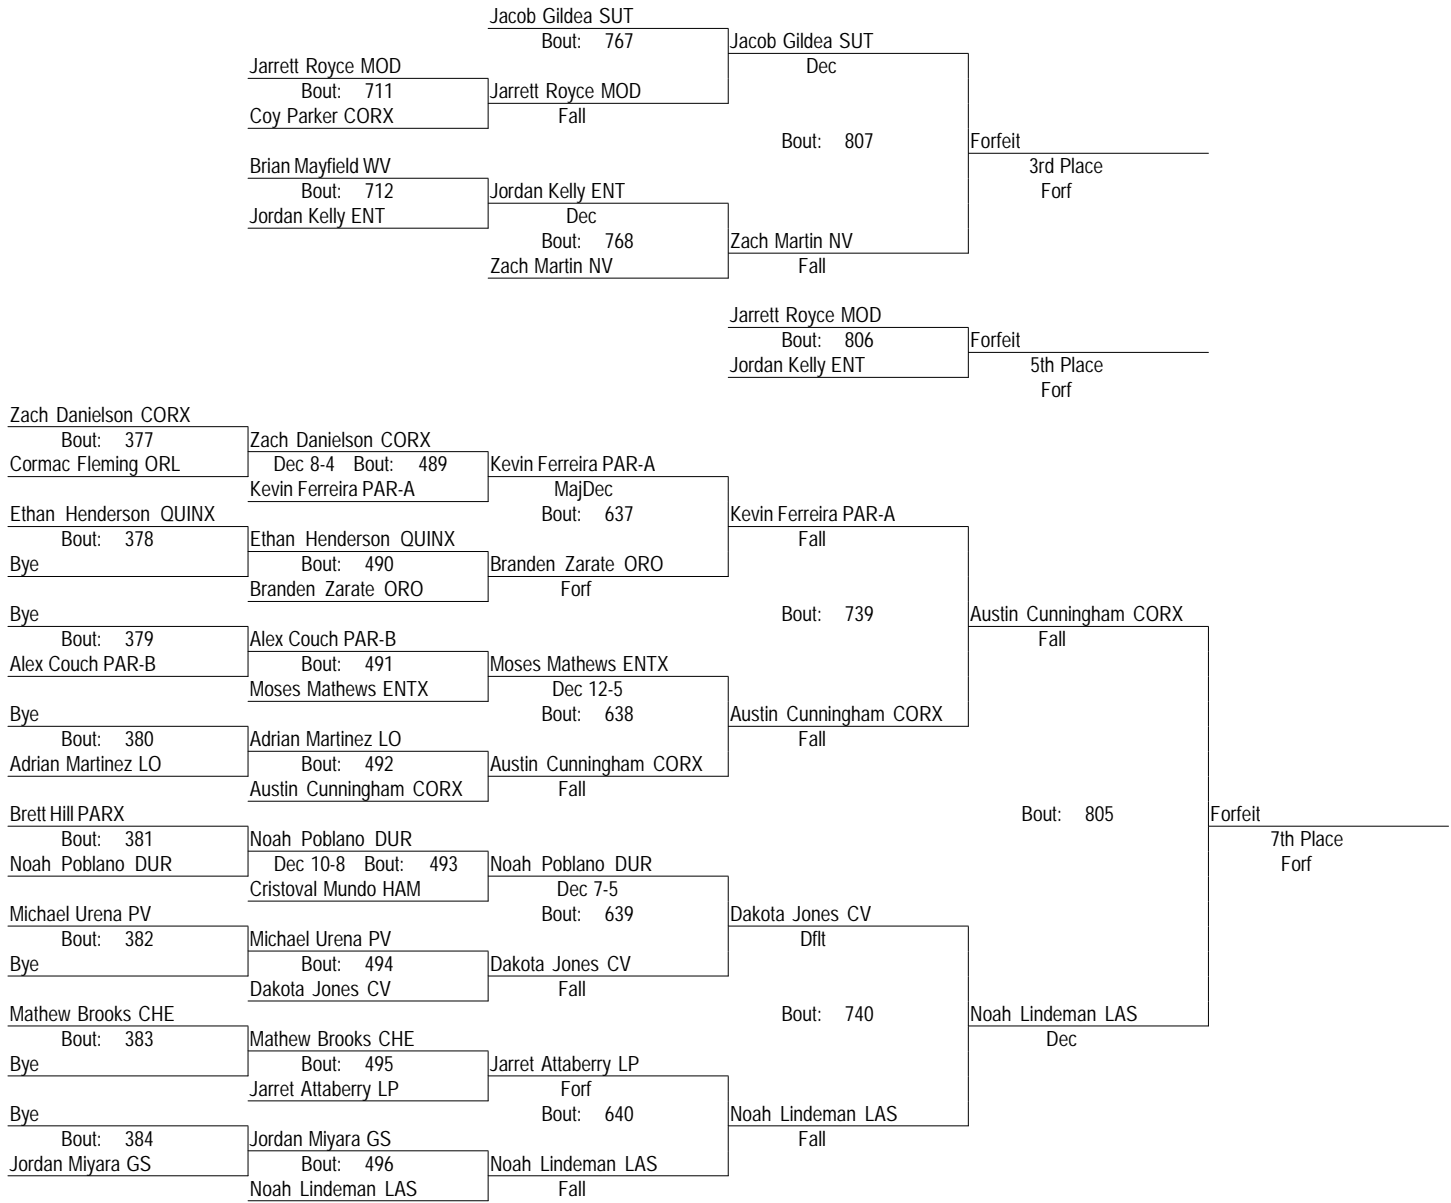 Jacob Gildea SUT
Bout: 767
Jacob Gildea SUT
Jarrett Royce MOD
Dec
Bout: 711
Jarrett Royce MOD
Coy Parker CORX
Fall
Bout: 807
Forfeit
Brian Mayfield WV
3rd Place
Bout: 712
Jordan Kelly ENT
Forf
Jordan Kelly ENT
Dec
Bout: 768
Zach Martin NV
Zach Martin NV
Fall
Jarrett Royce MOD
Bout: 806
Forfeit
Jordan Kelly ENT
5th Place
Forf
Zach Danielson CORX
Bout: 377
Zach Danielson CORX
Cormac Fleming ORL
Dec 8-4 Bout: 489
Kevin Ferreira PAR-A
Kevin Ferreira PAR-A
MajDec
Ethan Henderson QUINX
Bout: 637
Kevin Ferreira PAR-A
Bout: 378
Ethan Henderson QUINX
Fall
Bye
Bout: 490
Branden Zarate ORO
Branden Zarate ORO
Forf
Bye
Bout: 739
Austin Cunningham CORX
Bout: 379
Alex Couch PAR-B
Fall
Alex Couch PAR-B
Bout: 491
Moses Mathews ENTX
Moses Mathews ENTX
Dec 12-5
Bye
Bout: 638
Austin Cunningham CORX
Bout: 380
Adrian Martinez LO
Fall
Adrian Martinez LO
Bout: 492
Austin Cunningham CORX
Austin Cunningham CORX
Fall
Brett Hill PARX
Bout: 805
Forfeit
Bout: 381
Noah Poblano DUR
7th Place
Noah Poblano DUR
Dec 10-8 Bout: 493
Noah Poblano DUR
Forf
Cristoval Mundo HAM
Dec 7-5
Michael Urena PV
Bout: 639
Dakota Jones CV
Bout: 382
Michael Urena PV
Dflt
Bye
Bout: 494
Dakota Jones CV
Dakota Jones CV
Fall
Mathew Brooks CHE
Bout: 740
Noah Lindeman LAS
Bout: 383
Mathew Brooks CHE
Dec
Bye
Bout: 495
Jarret Attaberry LP
Jarret Attaberry LP
Forf
Bye
Bout: 640
Noah Lindeman LAS
Bout: 384
Jordan Miyara GS
Fall
Jordan Miyara GS
Bout: 496
Noah Lindeman LAS
Noah Lindeman LAS
Fall